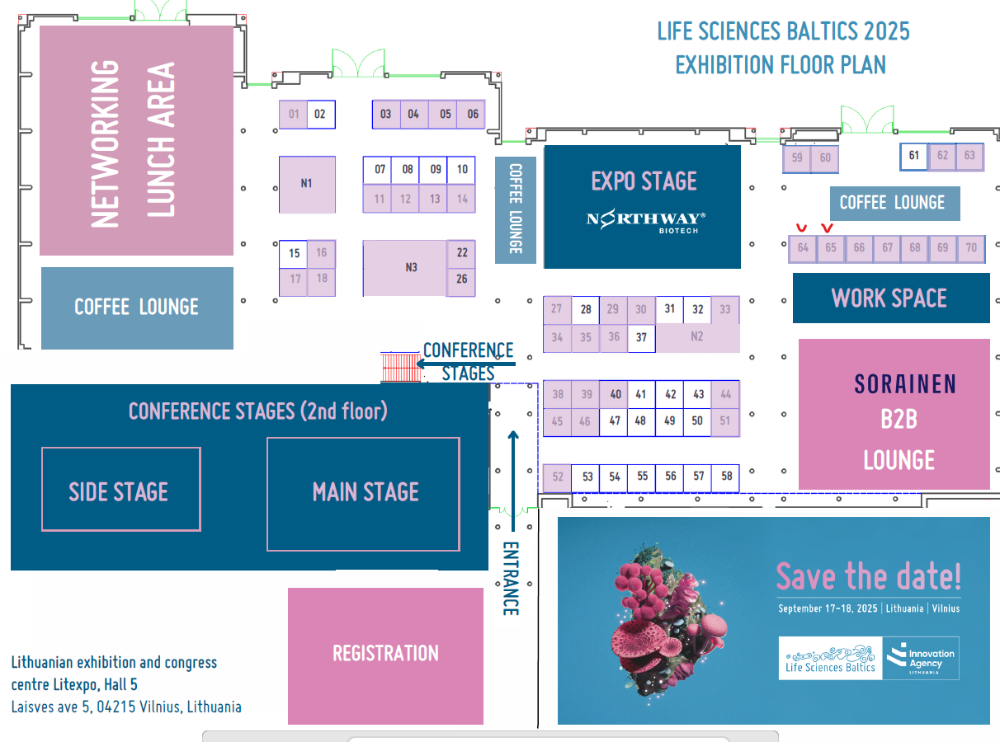 LIFE SCIENCES BALTICS 2025
EXHIBITION FLOOR PLAN
NETWORKING
LUNCH AREA
COFFEE LOUNGE
01 02
03 04 05 06
N1
07 08 09 10
11 12 13 14
15 16
17 18
N3
22
26
COFFEE LOUNGE
EXPO STAGE
NORTHWAY®
BIOTECH
59 60
61 62 63
COFFEE LOUNGE
64 65 66 67 68 69 70
WORK SPACE
27 28 29 30 31 32 33
34 35 36 37 N2
38 39 40 41 42 43 44
45 46 47 48 49 50 51
52 53 54 55 56 57 58
SORAINEN
B2B
LOUNGE
CONFERENCE
STAGES
CONFERENCE STAGES (2nd floor)
SIDE STAGE
MAIN STAGE
ENTRANCE
REGISTRATION
Save the date!
September 17-18, 2025 | Lithuania | Vilnius
Life Sciences Baltics
Innovation
Agency
LITHUANIA
Lithuanian exhibition and congress
centre Litexpo, Hall 5
Laisves ave 5, 04215 Vilnius, Lithuania